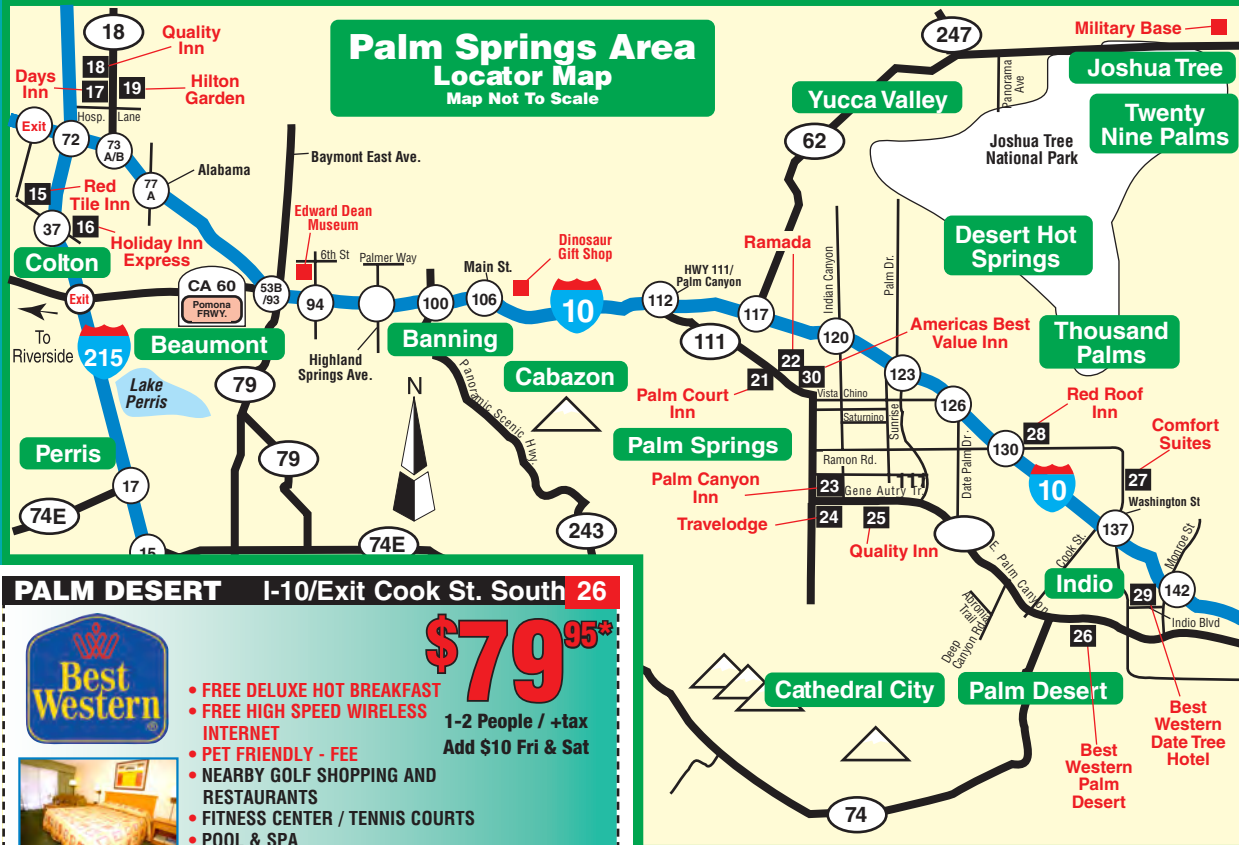 Palm Springs Area
Locator Map
Map Not To Scale
18
Quality
Inn
18
Days
Inn
17
19
Hilton
Garden
Hosp. Lane
Exit
72
73
A/B
77
A
Alabama
15
Red
Tile Inn
37
16
Holiday Inn
Express
Colton
Baymont East Ave.
Edward Dean
Museum
6th St
Palmer Way
Main St.
Dinosaur
Gift Shop
CA 60
Pomona
FRWY.
53B
/93
94
100
106
10
112
HWY 111/
Palm Canyon
117
Exit
To
Riverside
215
Beaumont
Highland
Springs Ave.
Banning
Cabazon
Lake
Perris
79
79
N
Panoramic Scenic Hwy.
Perris
17
74E
15
74E
243
247
Military Base
Joshua Tree
Yucca Valley
Panorama
Ave
Twenty
Nine Palms
62
Joshua Tree
National Park
Desert Hot
Springs
Ramada
Indian Canyon
Palm Dr.
Thousand
Palms
111
120
Americas Best
Value Inn
22
21
30
123
Palm Court
Inn
Vista Chino
Saturnino
Sunrise
126
Red Roof
Inn
28
Palm Springs
Ramon Rd.
Date Palm Dr.
130
Comfort
Suites
27
Palm Canyon
Inn
23
Gene Autry Tr.
111
10
Washington St
Travelodge
24
25
Quality Inn
137
E. Palm Canyon
Cook St.
Monroe St
Indio
29
142
Indio Blvd
Abronia
Trail
Deep
Canyon Rd.
26
Cathedral City
Palm Desert
Best
Western
Date Tree
Hotel
Best
Western
Palm
Desert
74
PALM DESERT I-10/Exit Cook St. South 26
Best
Western
®
$79 95*
1-2 People / +tax
Add $10 Fri & Sat
• FREE DELUXE HOT BREAKFAST
• FREE HIGH SPEED WIRELESS
INTERNET
• PET FRIENDLY - FEE
• NEARBY GOLF SHOPPING AND
RESTAURANTS
• FITNESS CENTER / TENNIS COURTS
• POOL & SPA